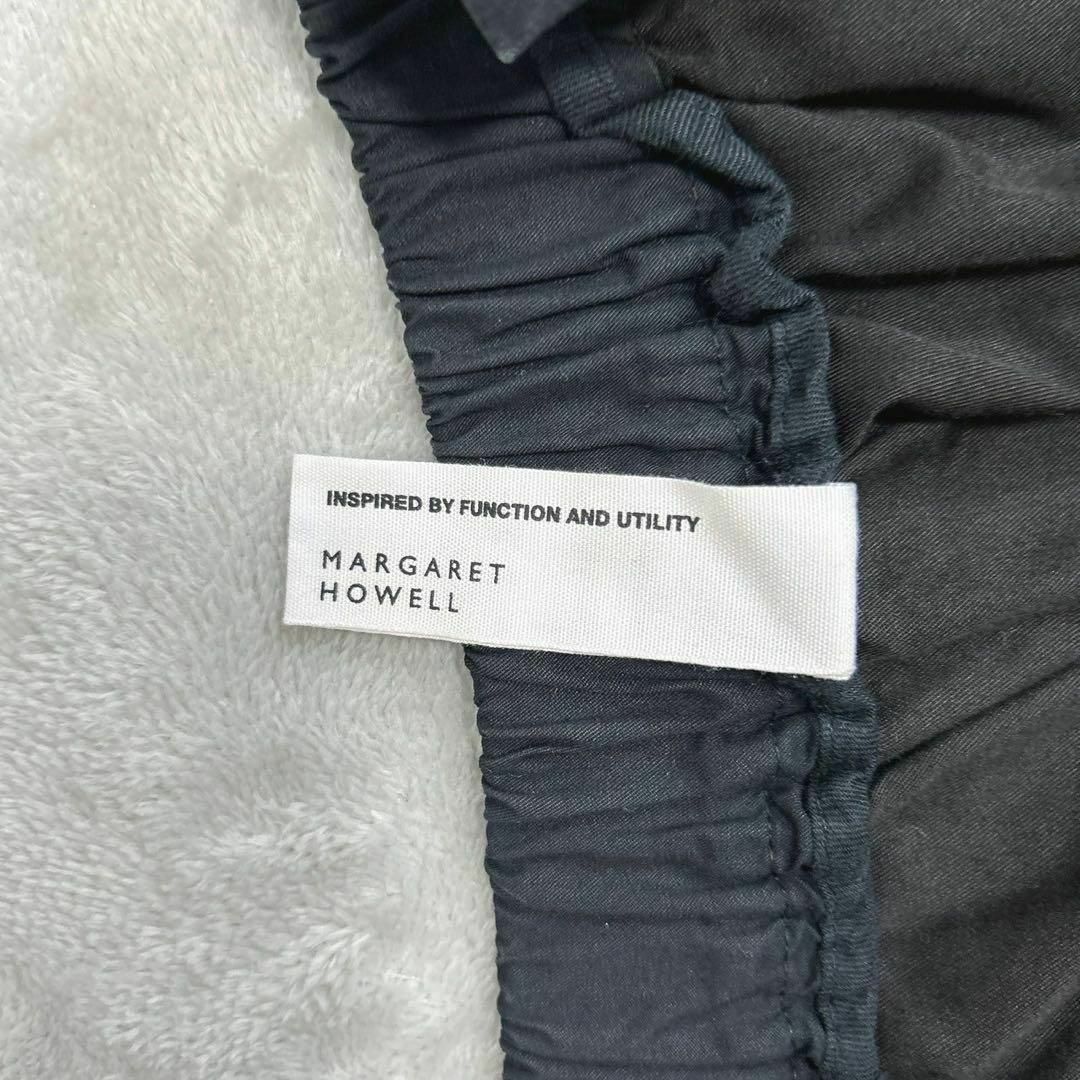 INSPIRED BY FUNCTION AND UTILITY
MARGARET
HOWELL